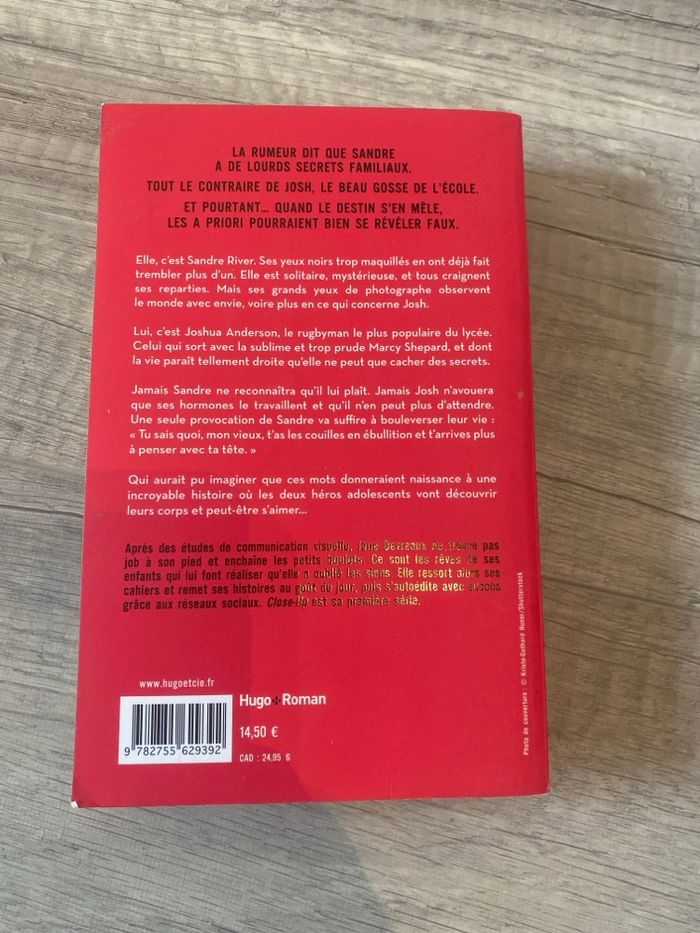 LA RUMEUR DIT QUE SANDRE
A DE LOURDS SECRETS FAMILIAUX.
TOUT LE CONTRAIRE DE JOSH, LE BEAU GOSSE DE L'ÉCOLE.
ET POURTANT... QUAND LE DESTIN S'EN MÊLE,
LES A PRIORI POURRAIENT BIEN SE RÉVÉLER FAUX.
Elle, c'est Sandre River. Ses yeux noirs trop maquillés en ont déjà fait
trembler plus d'un. Elle est solitaire, mystérieuse, et tous craignent
ses reparties. Mais ses grands yeux de photographe observent
le monde avec envie, voire plus en ce qui concerne Josh.
Lui, c'est Joshua Anderson, le rugbyman le plus populaire du lycée.
Celui qui sort avec la sublime et trop prude Marcy Shepard, et dont
la vie paraît tellement droite qu'elle ne peut que cacher des secrets.
Jamais Sandre ne reconnaîtra qu'il lui plaît. Jamais Josh n'avouera
que ses hormones le travaillent et qu'il n'en peut plus d'attendre.
Une seule provocation de Sandre va suffire à bouleverser leur vie :
« Tu sais quoi, mon vieux, t'as les couilles en ébullition et t'arrives plus
à penser avec ta tête. »
Qui aurait pu imaginer que ces mots donneraient naissance à une
incroyable histoire où les deux héros adolescents vont découvrir
leurs corps et peut-être s'aimer...
Après des études de communication visuelle, Jane Devreaux ne trouve pas
job à son pied et enchaîne les petits boulots. Ce sont les rêves de ses
enfants qui lui font réaliser qu'elle a oublié les siens. Elle ressort alors ses
cahiers et remet ses histoires au goût du jour, puis s'autoédite avec succès
grâce aux réseaux sociaux. Close-Up est sa première série.
www.hugoetcie.fr
9 782755 629392
Hugo+Roman
14,50 €
CAD : 24,95 $
Photo de couverture : © Krista-Gothard Honor/Shutterstock